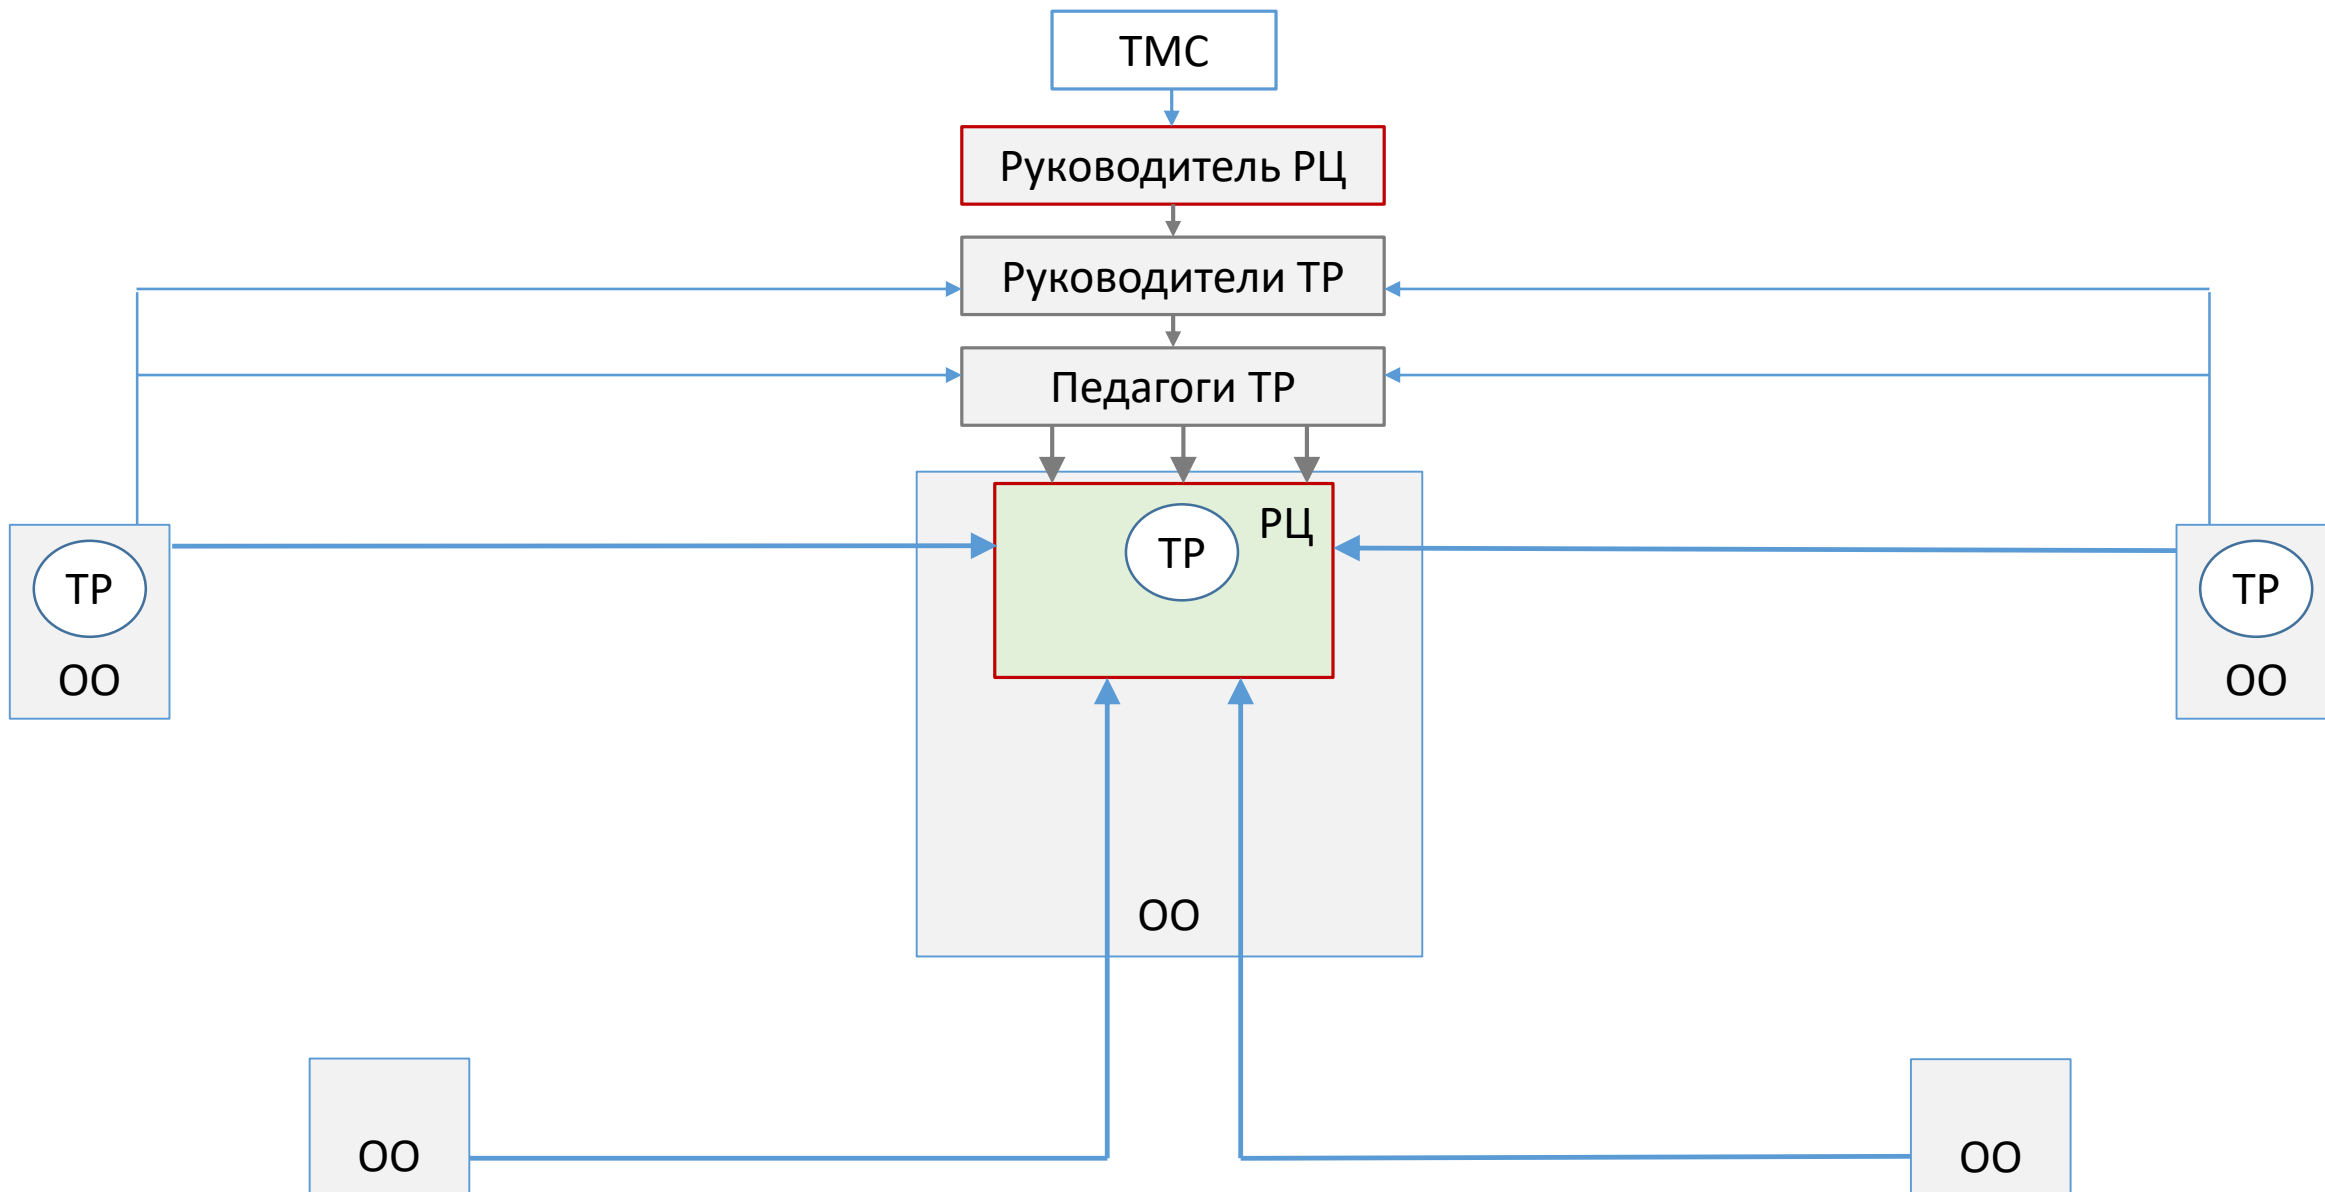 ТМС
Руководитель РЦ
Руководители ТР
Педагоги ТР
РЦ
ТР
ТР
ТР
ОО
ОО
ОО
ОО
ОО